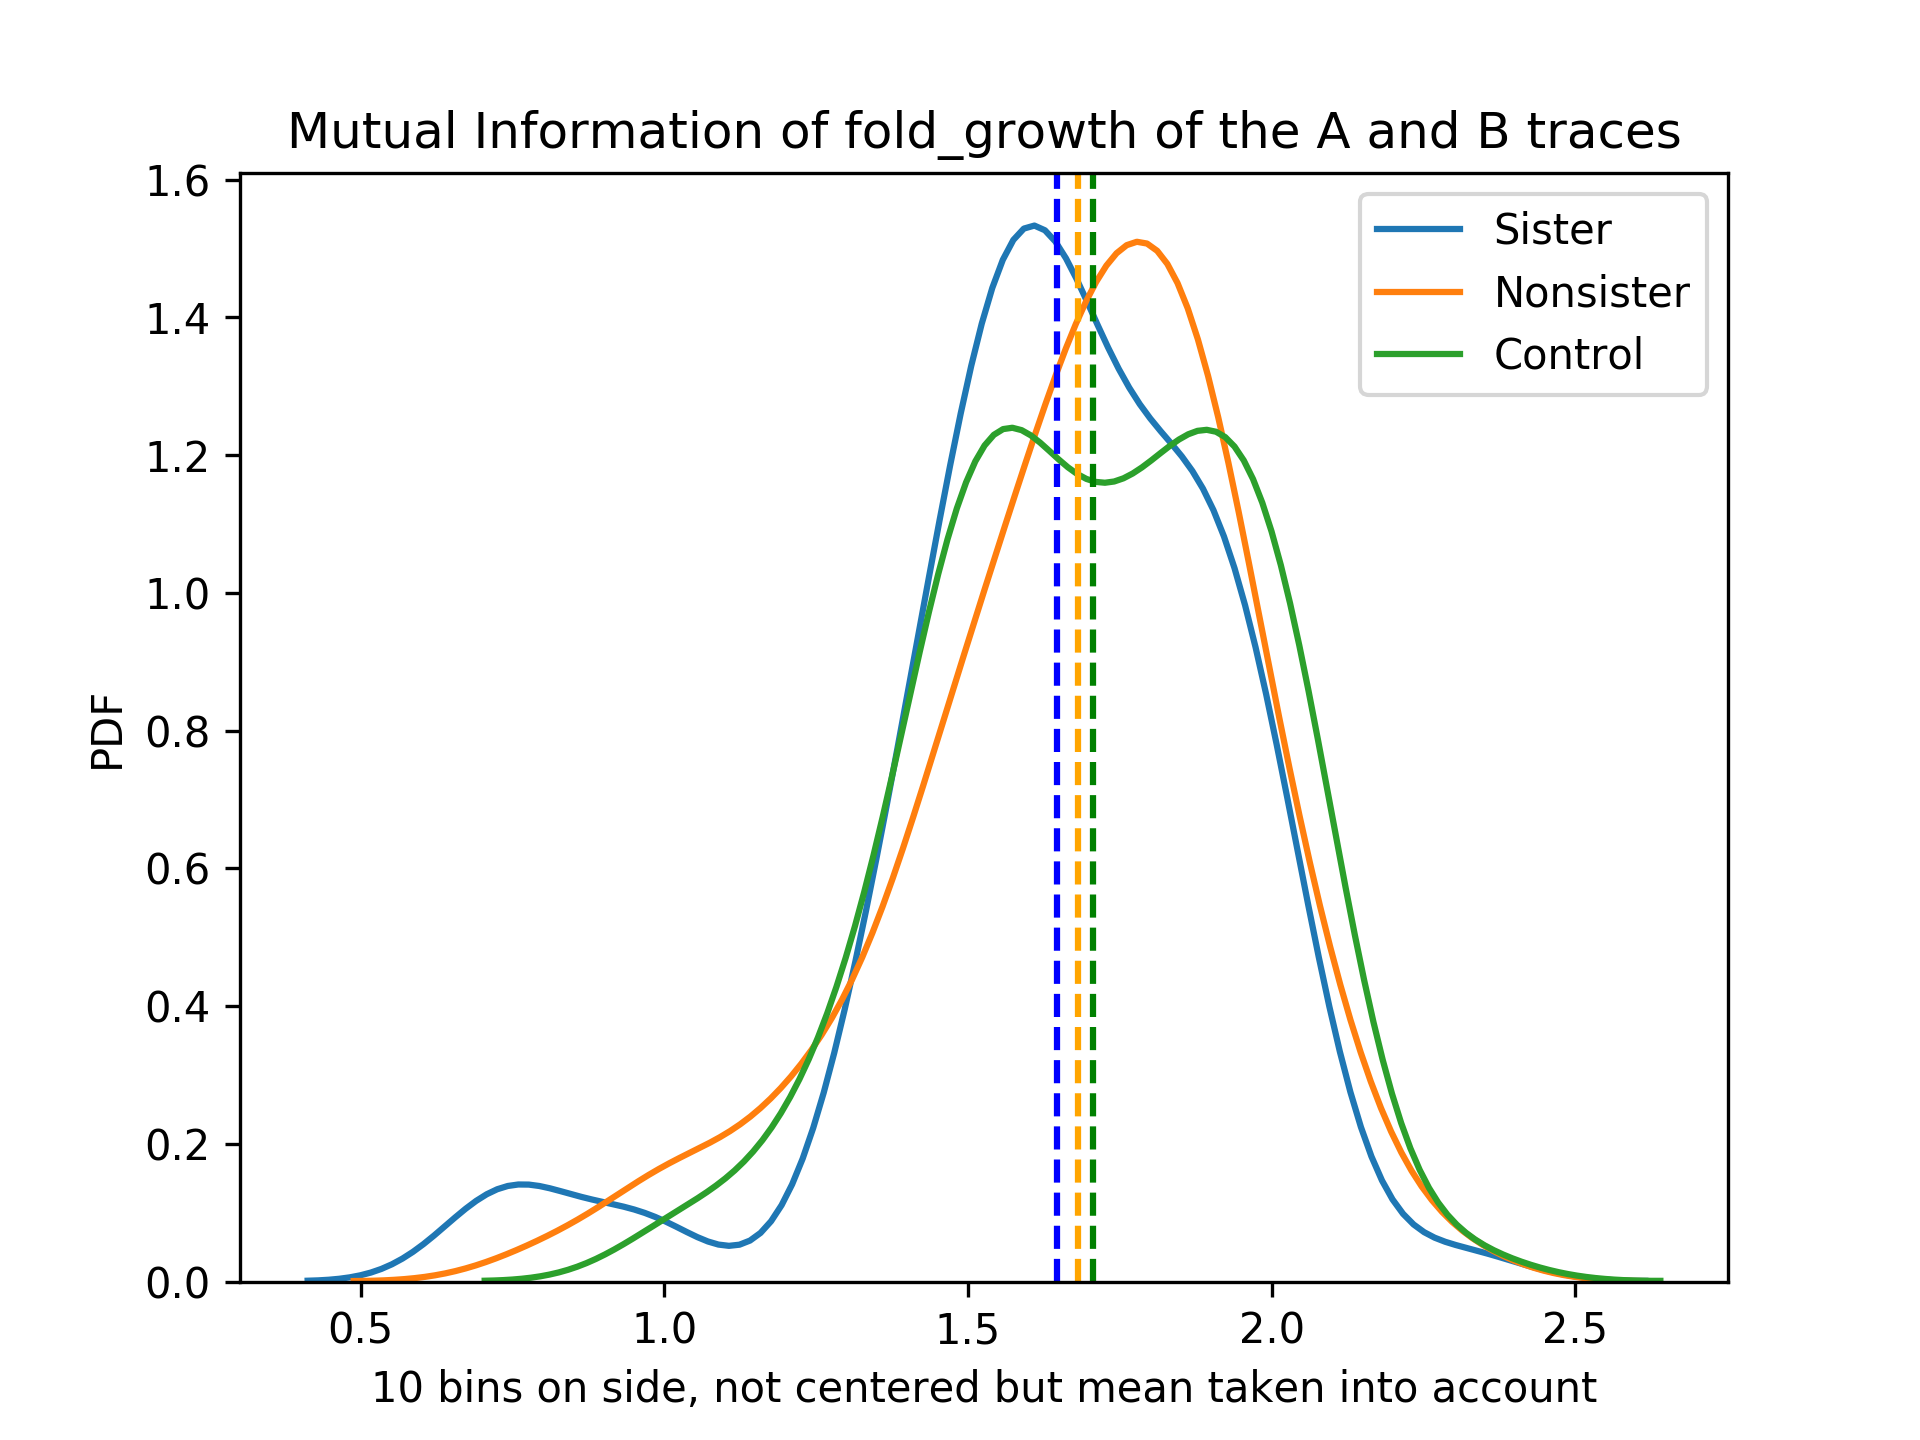 Mutual Information of fold_growth of the A and B traces
1.6
1.4
1.2
1.0
0.8
0.6
0.4
0.2
0.0
PDF
Sister
Nonsister
Control
0.5 1.0 1.5 2.0 2.5
10 bins on side, not centered but mean taken into account